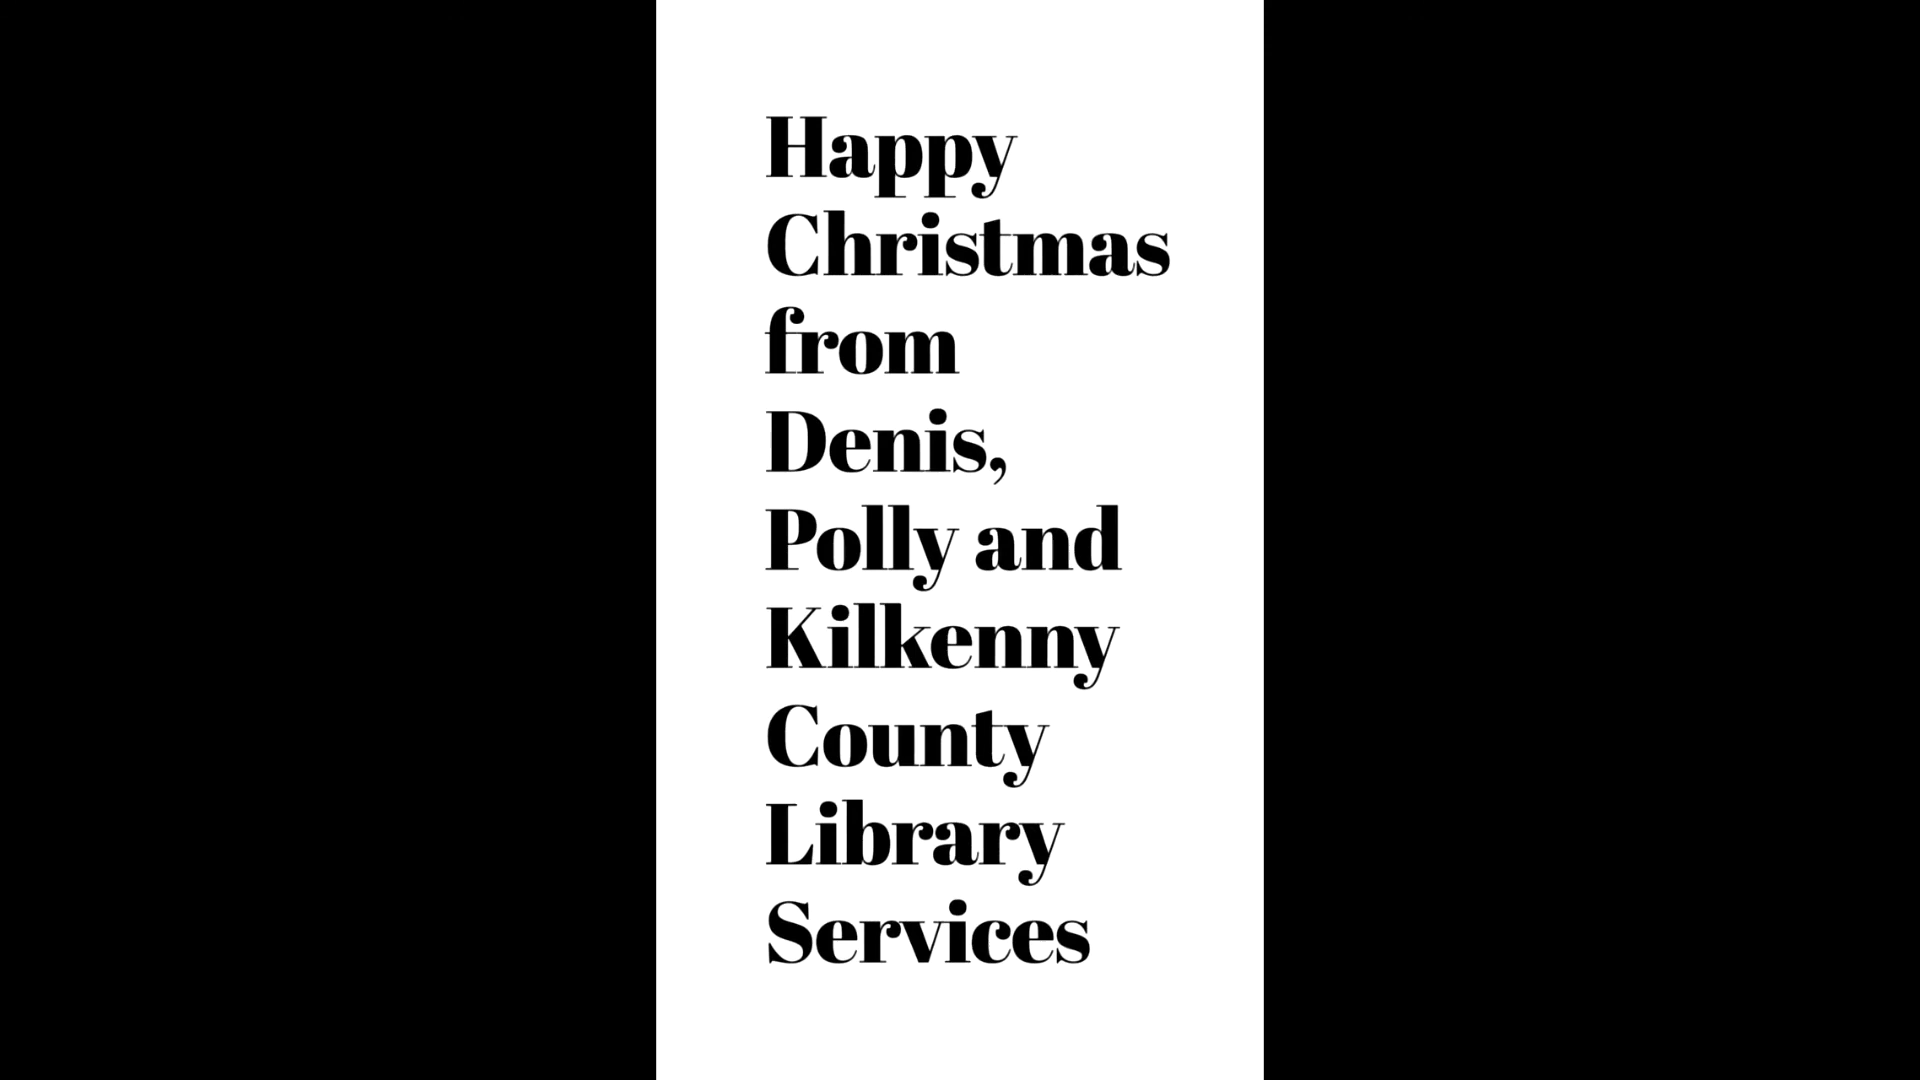 Happy
Christmas
from
Denis,
Polly and
Kilkenny
County
Library
Services